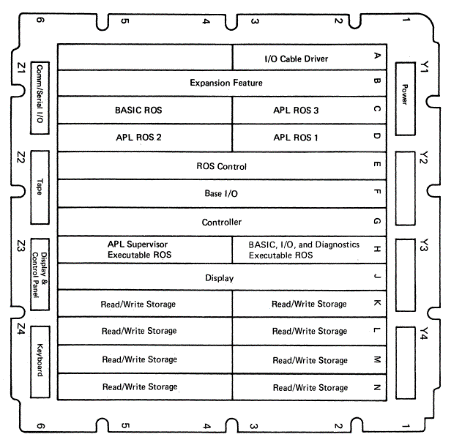 6 5 4 3 2 1
I/O Cable Driver A
Expansion Feature B
BASIC ROS APL ROS 3 C
APL ROS 2 APL ROS 1 D
ROS Control E
Base I/O F
Controller G
APL Supervisor
Executable ROS
BASIC, I/O, and Diagnostics
Executable ROS
H
Display J
Read/Write Storage Read/Write Storage K
Read/Write Storage Read/Write Storage L
Read/Write Storage Read/Write Storage M
Read/Write Storage Read/Write Storage N
Z1
Comm/Serial I/O
Z2
Tape
Z3
Display &
Control Panel
Z4
Keyboard
Y1
Power
Y2
Y3
Y4
6 5 4 3 2 1